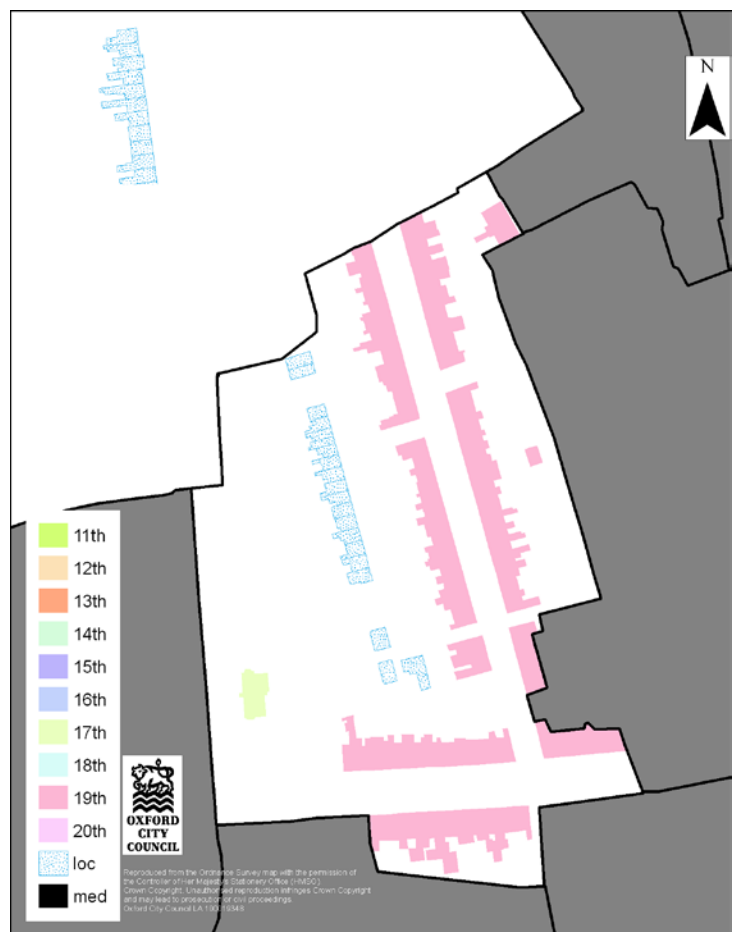 N
11th
12th
13th
14th
15th
16th
17th
18th
19th
20th
loc
med
OXFORD
CITY
COUNCIL
Reproduced from the Ordnance Survey map with the permission of
the Controller of Her Majesty's Stationery Office (HMSO)
Crown Copyright. Unauthorised reproduction infringes Crown Copyright
and may lead to prosecution or civil proceedings
Oxford City Council LA 100019348